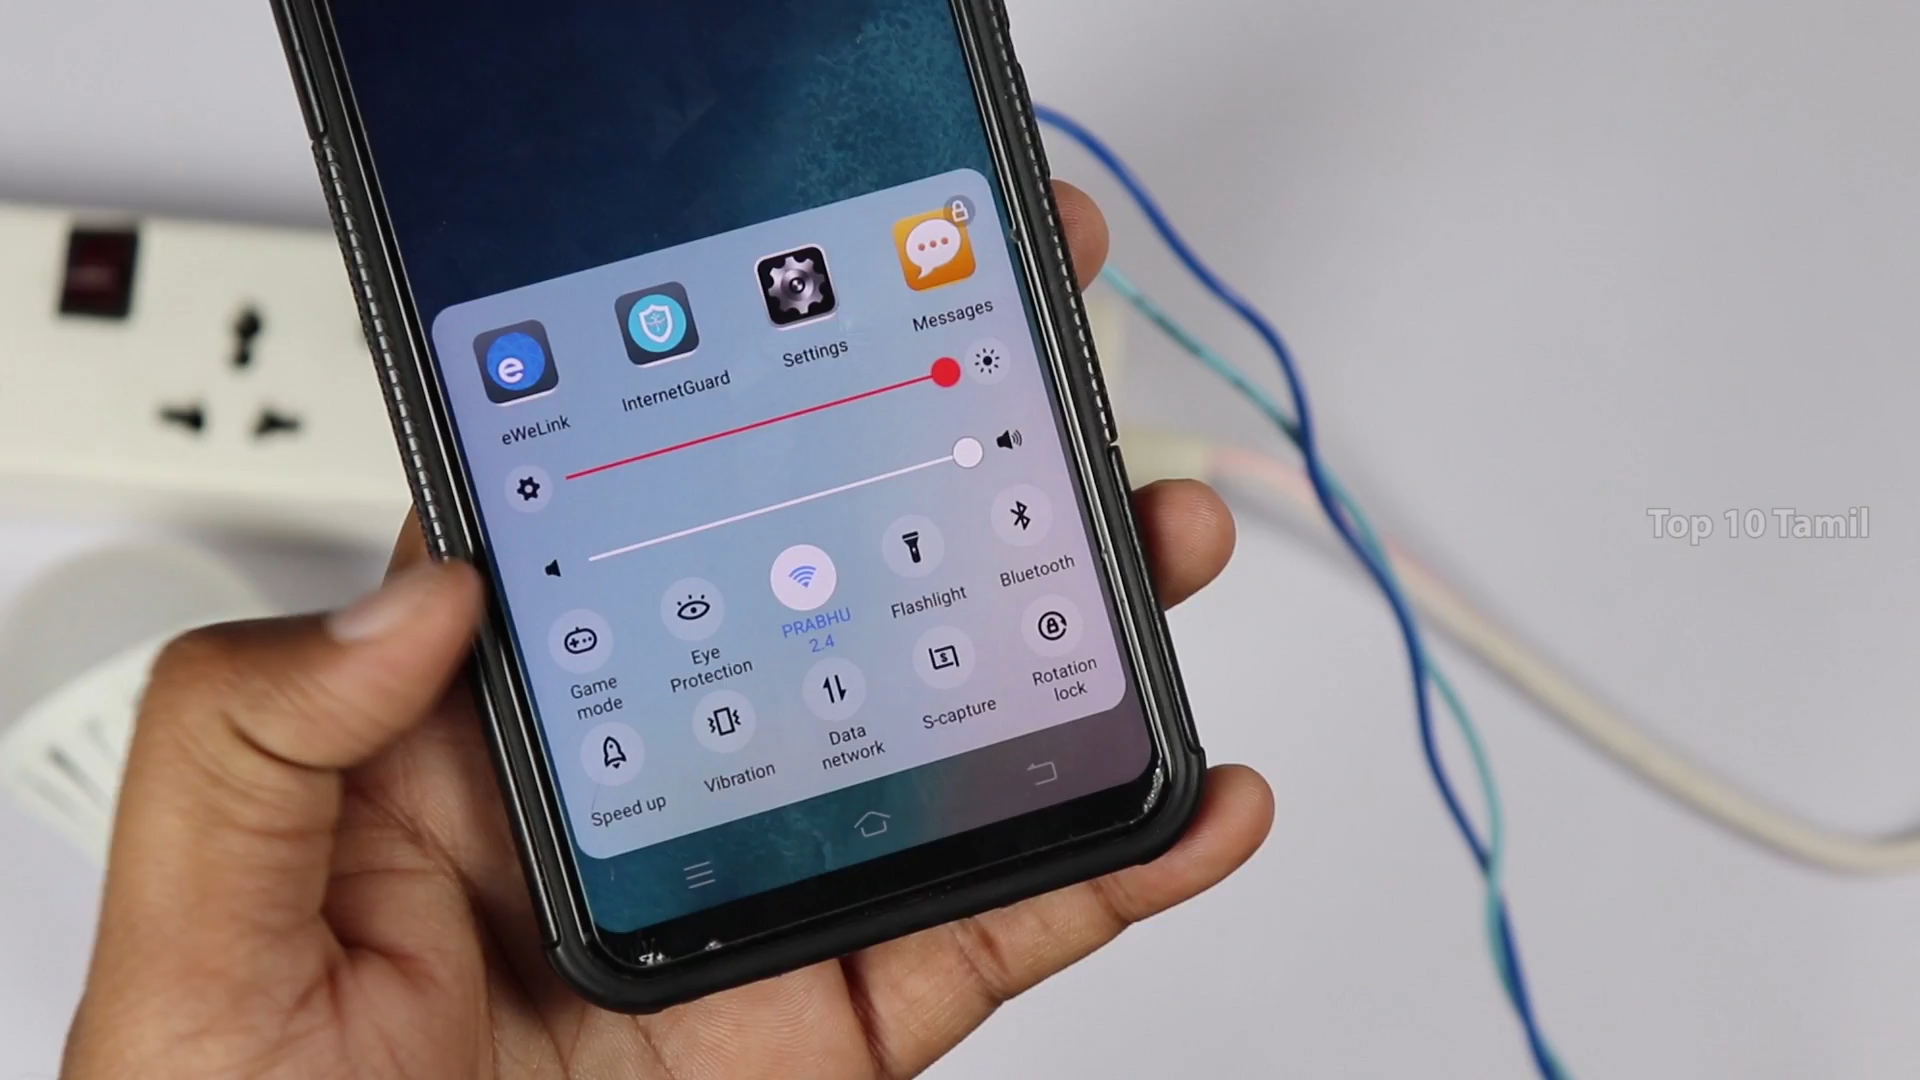 eWeLink
InternetGuard
Settings
Messages
Game
mode
Eye
Protection
PRABHU
2.4
Flashlight
Bluetooth
Speed up
Vibration
Data
network
S-capture
Rotation
lock
Top 10 Tamil